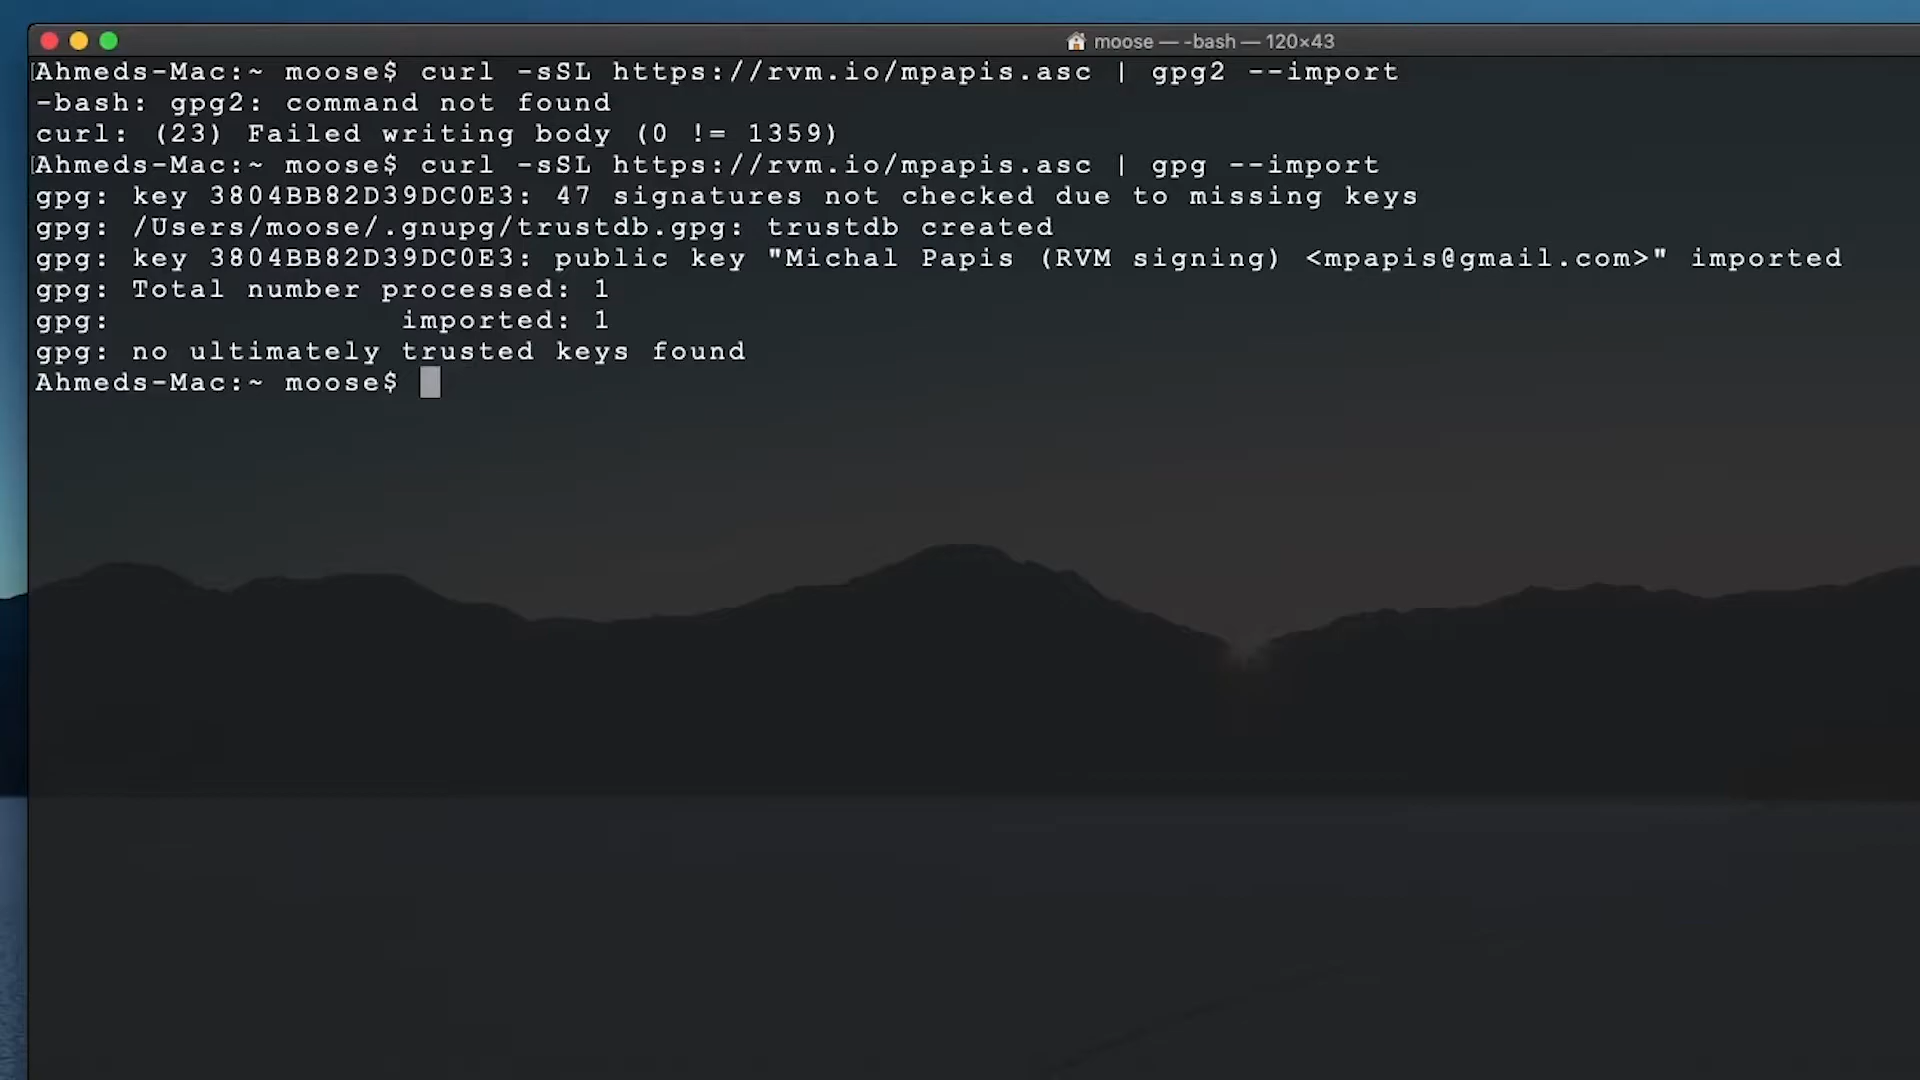 moose — -bash — 120×43
Ahmeds-Mac:~ moose$ curl -sSL https://rvm.io/mpapis.asc | gpg2 --import
-bash: gpg2: command not found
curl: (23) Failed writing body (0 != 1359)
Ahmeds-Mac:~ moose$ curl -sSL https://rvm.io/mpapis.asc | gpg --import
gpg: key 3804BB82D39DC0E3: 47 signatures not checked due to missing keys
gpg: /Users/moose/.gnupg/trustdb.gpg: trustdb created
gpg: key 3804BB82D39DC0E3: public key "Michal Papis (RVM signing) <mpapis@gmail.com>" imported
gpg: Total number processed: 1
gpg:               imported: 1
gpg: no ultimately trusted keys found
Ahmeds-Mac:~ moose$